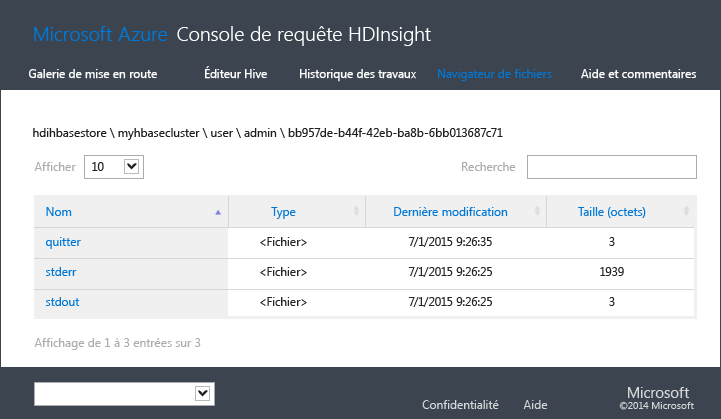 Microsoft Azure Console de requête HDInsight
Galerie de mise en route Éditeur Hive Historique des travaux Navigateur de fichiers Aide et commentaires
hdihbasestore \ myhbasecluster \ user \ admin \ bb957de-b44f-42eb-ba8b-6bb013687c71
Afficher 10 Recherche
Nom Type Dernière modification Taille (octets)
quitter <Fichier> 7/1/2015 9:26:35 3
stderr <Fichier> 7/1/2015 9:26:25 1939
stdout <Fichier> 7/1/2015 9:26:25 3
Affichage de 1 à 3 entrées sur 3
Confidentialité Aide Microsoft
©2014 Microsoft